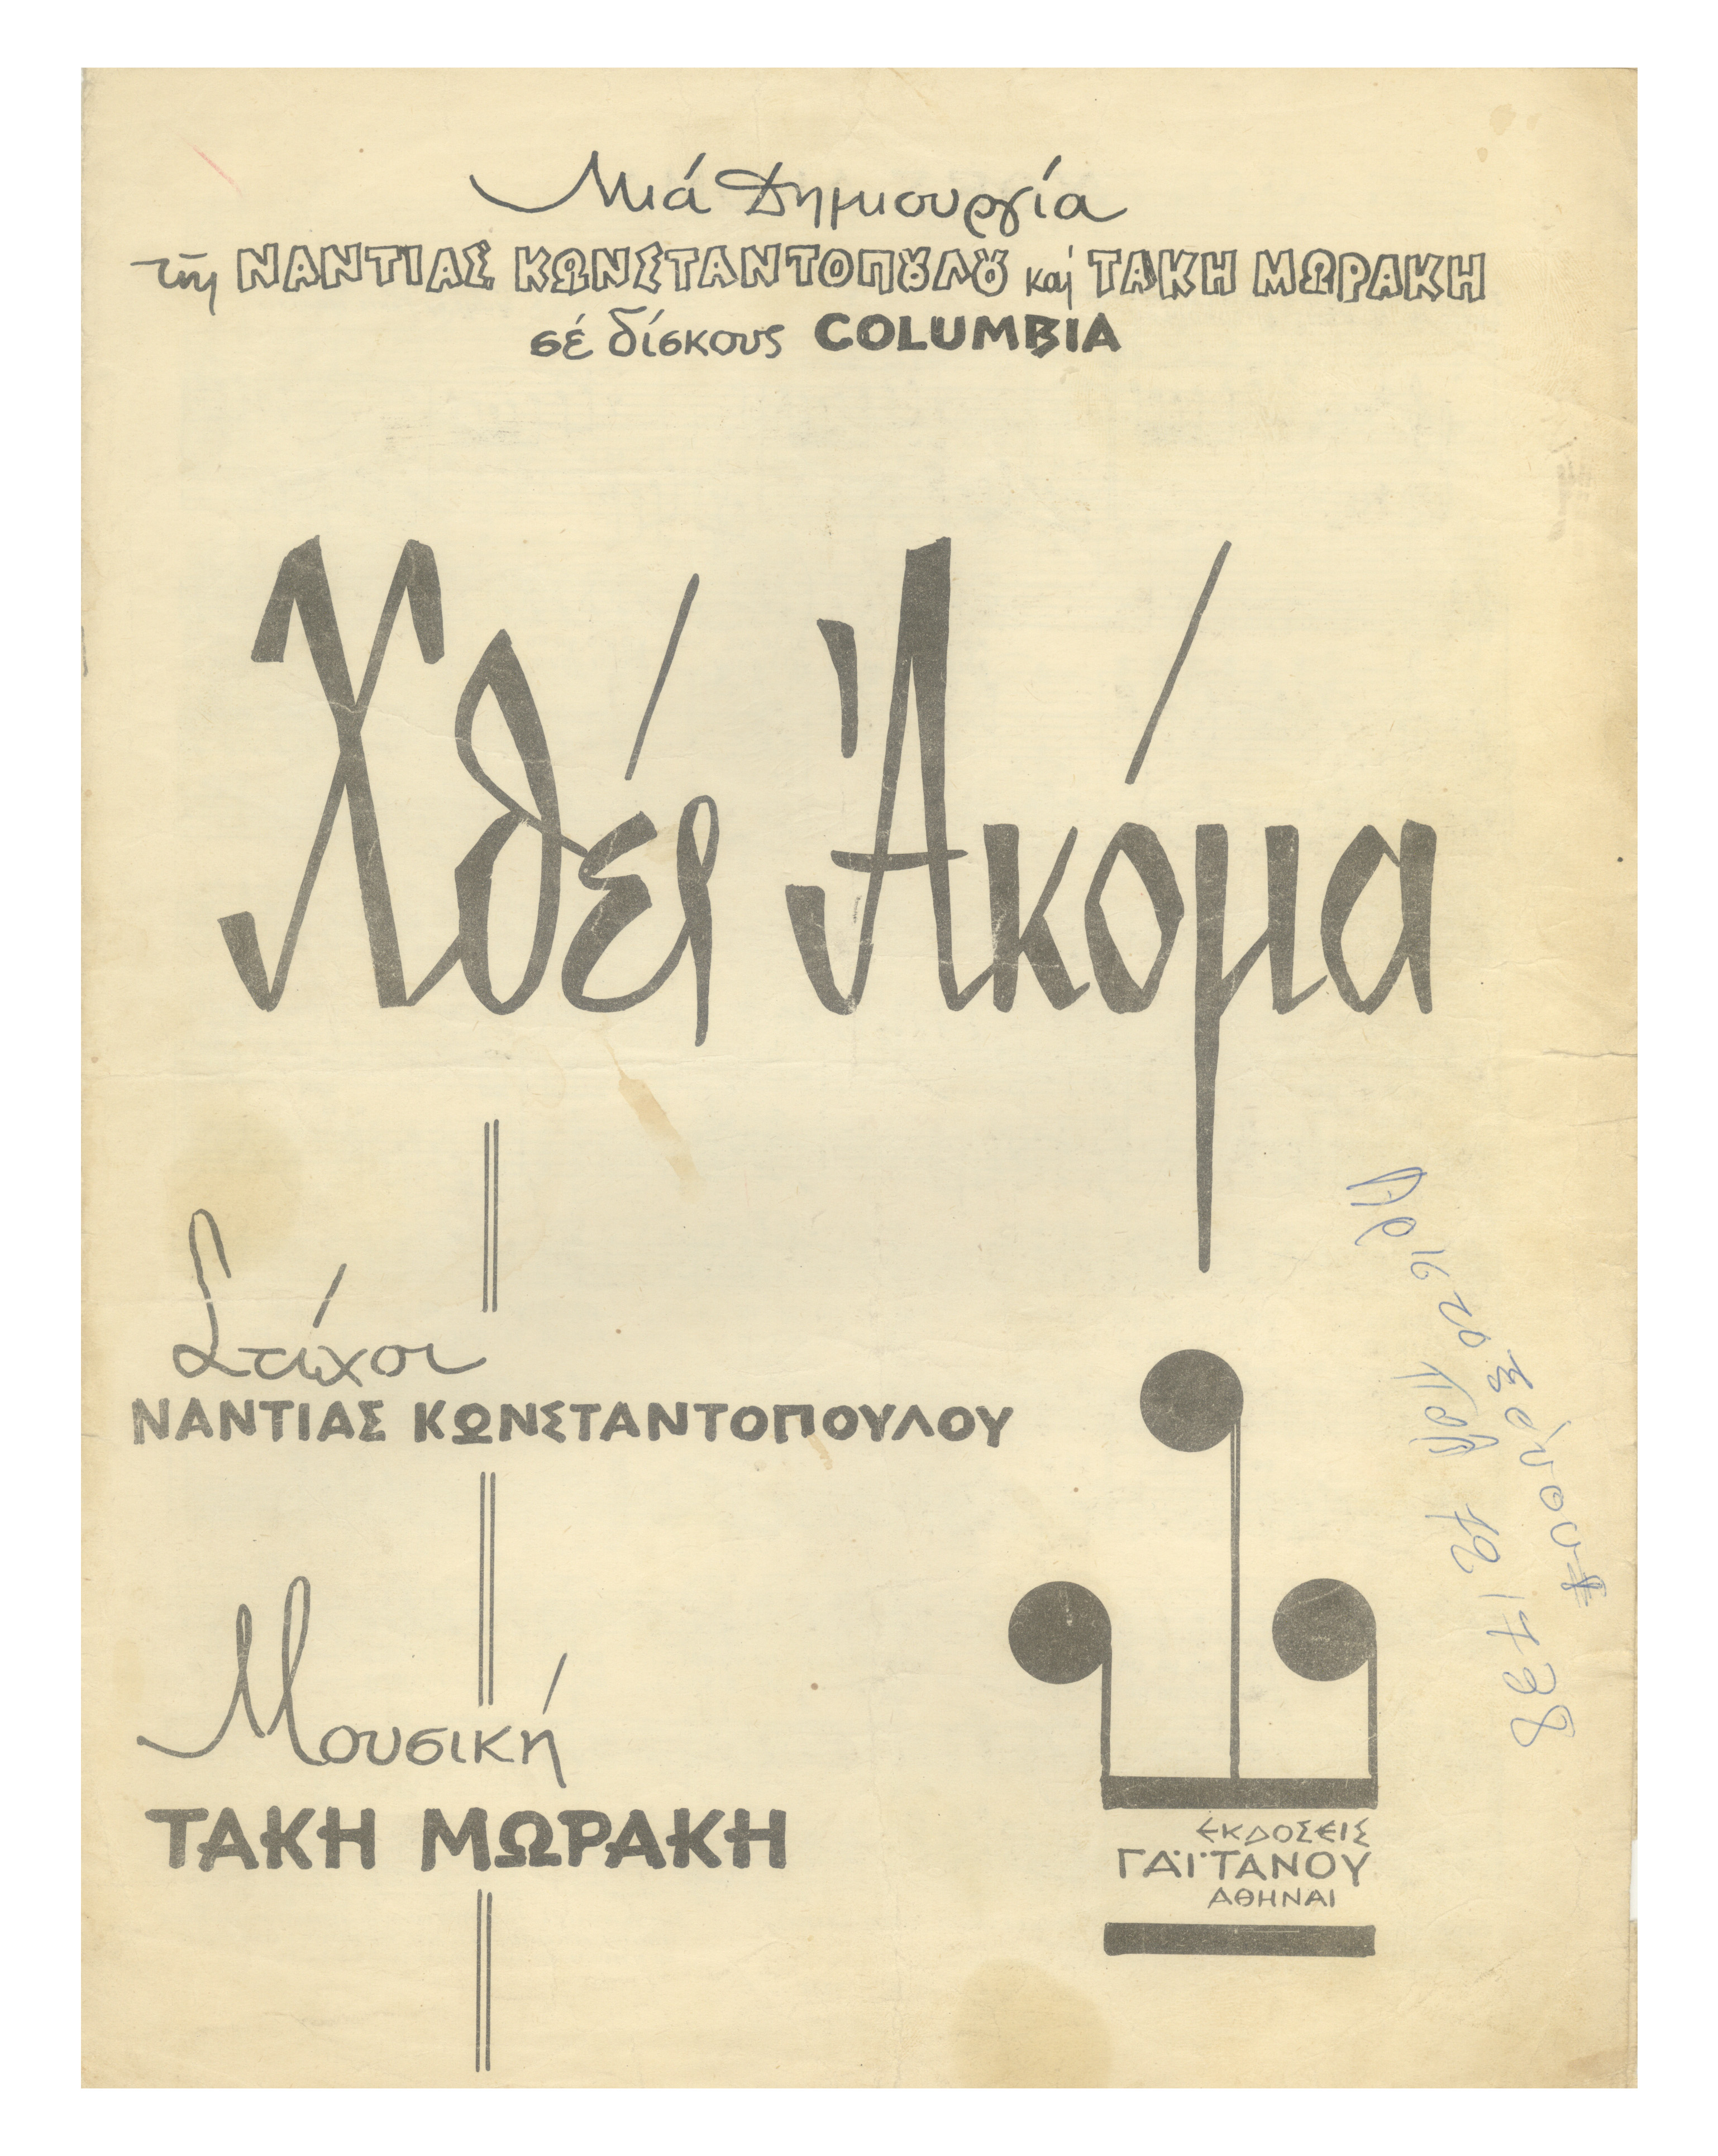 Μιά Δημιουργία
τῆς ΝΑΝΤΙΑΣ ΚΩΝΣΤΑΝΤΟΠȢΛȢ καί ΤΑΚΗ ΜΩΡΑΚΗ
σέ δίσκους COLUMBIA
Χθές Ἀκόμα
Στίχοι
ΝΑΝΤΙΑΣ ΚΩΝΣΤΑΝΤΟΠΟΥΛΟΥ
Μουσική
ΤΑΚΗ ΜΩΡΑΚΗ
ΕΚΔΟΣΕΙΣ
ΓΑΪΤΑΝΟΥ
ΑΘΗΝΑΙ